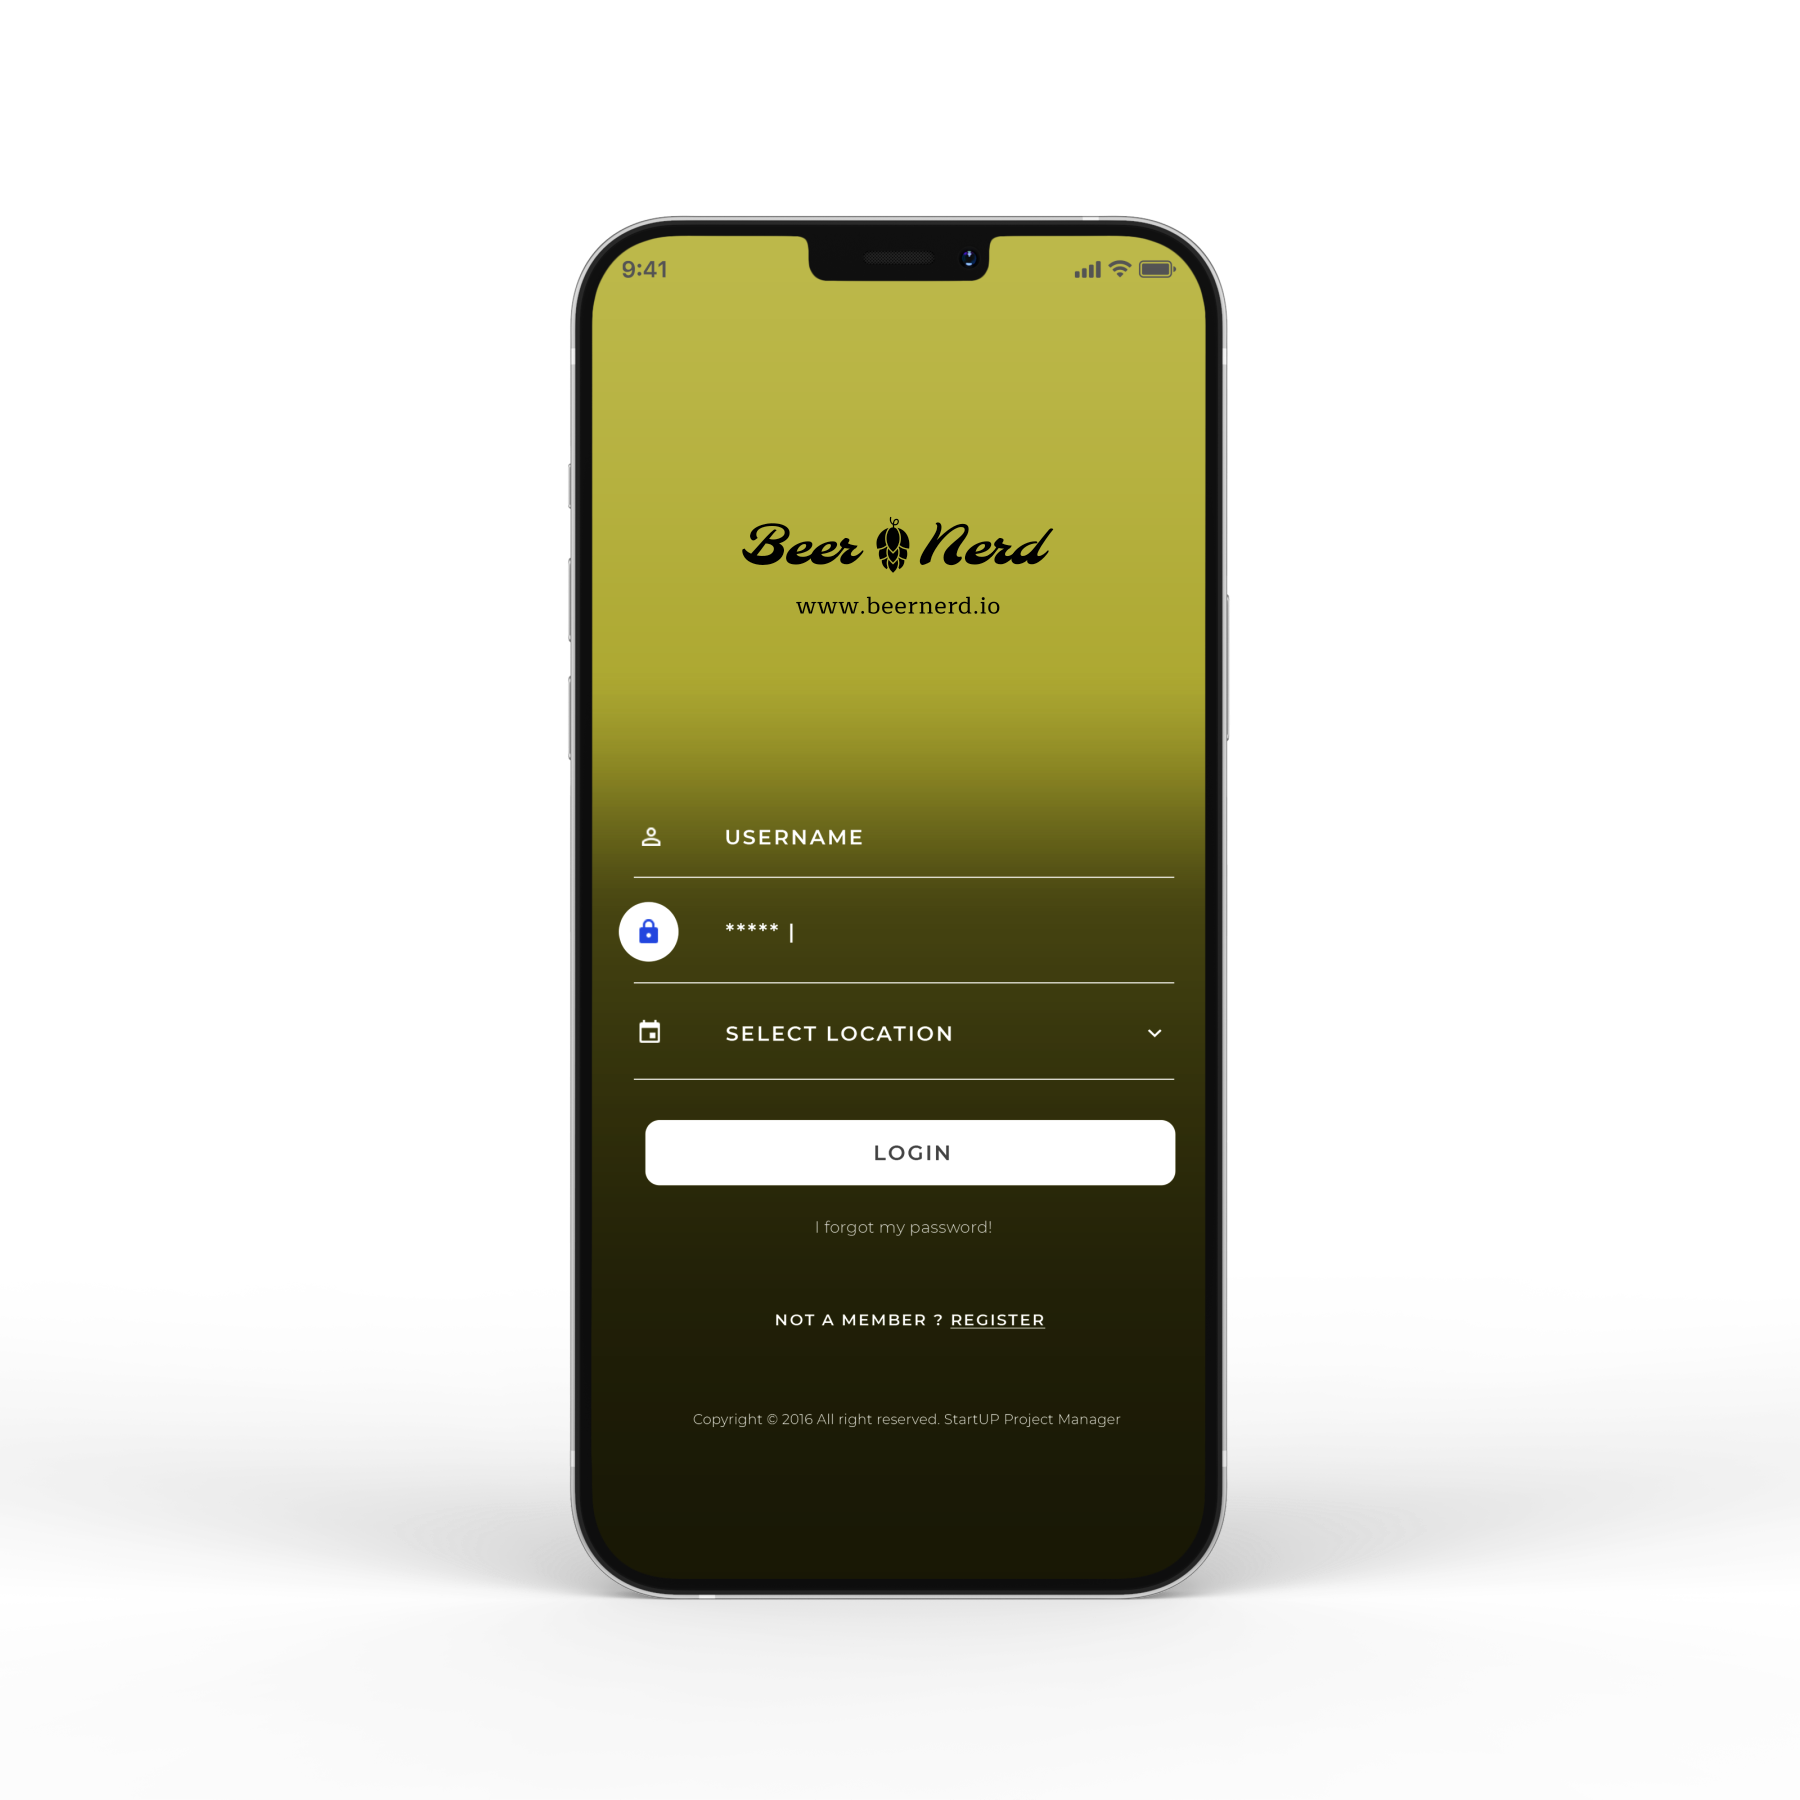 9:41
Beer Nerd
www.beernerd.io
USERNAME
***** |
SELECT LOCATION
LOGIN
I forgot my password!
NOT A MEMBER ? REGISTER
Copyright © 2016 All right reserved. StartUP Project Manager